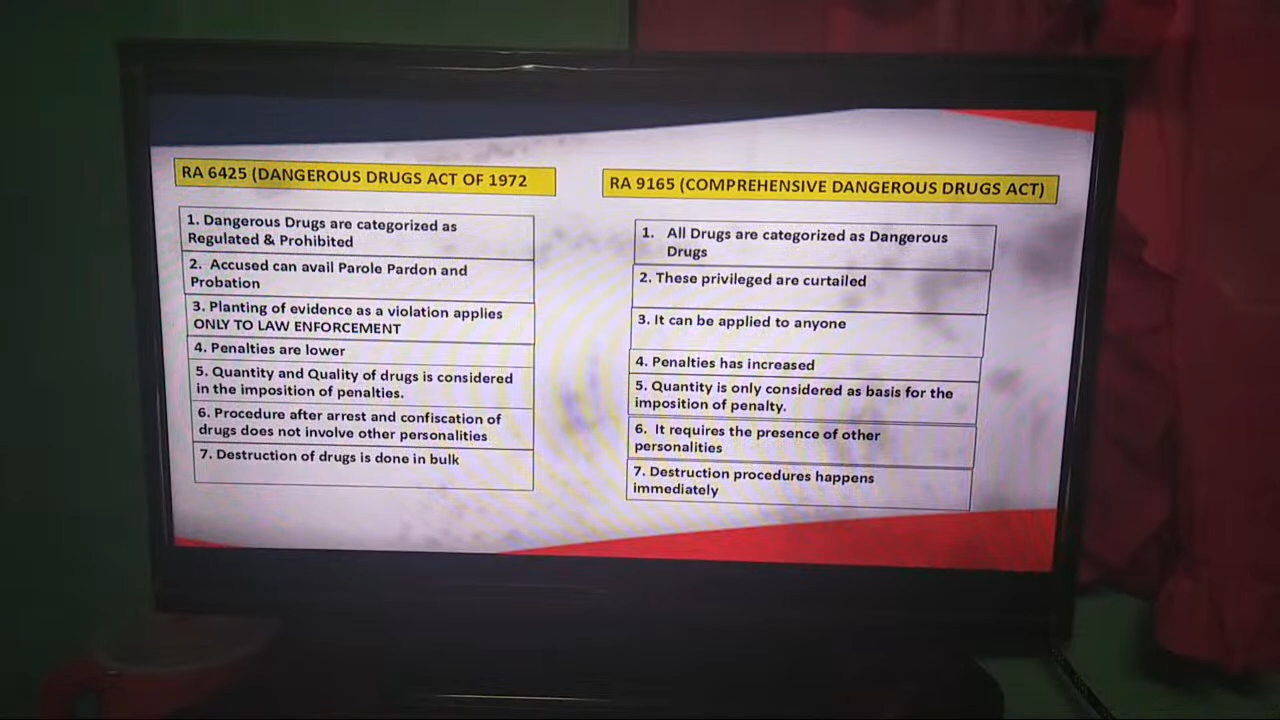 RA 6425 (DANGEROUS DRUGS ACT OF 1972
1. Dangerous Drugs are categorized as
Regulated & Prohibited
2. Accused can avail Parole Pardon and
Probation
3. Planting of evidence as a violation applies
ONLY TO LAW ENFORCEMENT
4. Penalties are lower
5. Quantity and Quality of drugs is considered
in the imposition of penalties.
6. Procedure after arrest and confiscation of
drugs does not involve other personalities
7. Destruction of drugs is done in bulk
RA 9165 (COMPREHENSIVE DANGEROUS DRUGS ACT)
1. All Drugs are categorized as Dangerous
Drugs
2. These privileged are curtailed
3. It can be applied to anyone
4. Penalties has increased
5. Quantity is only considered as basis for the
imposition of penalty.
6. It requires the presence of other
personalities
7. Destruction procedures happens
immediately